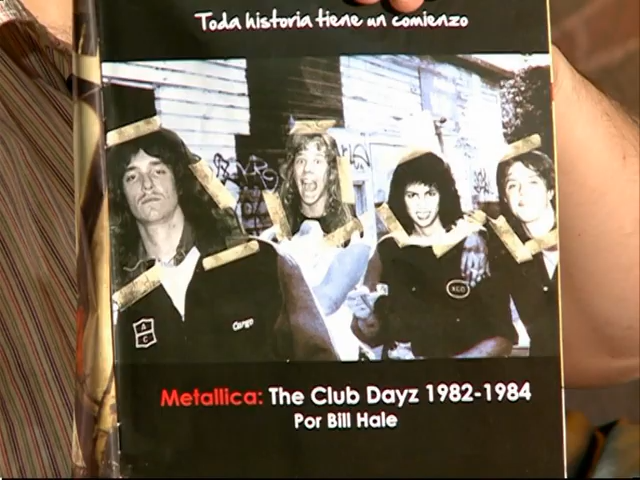 Toda historia tiene un comienzo
A
C
Metallica: The Club Dayz 1982-1984
Por Bill Hale